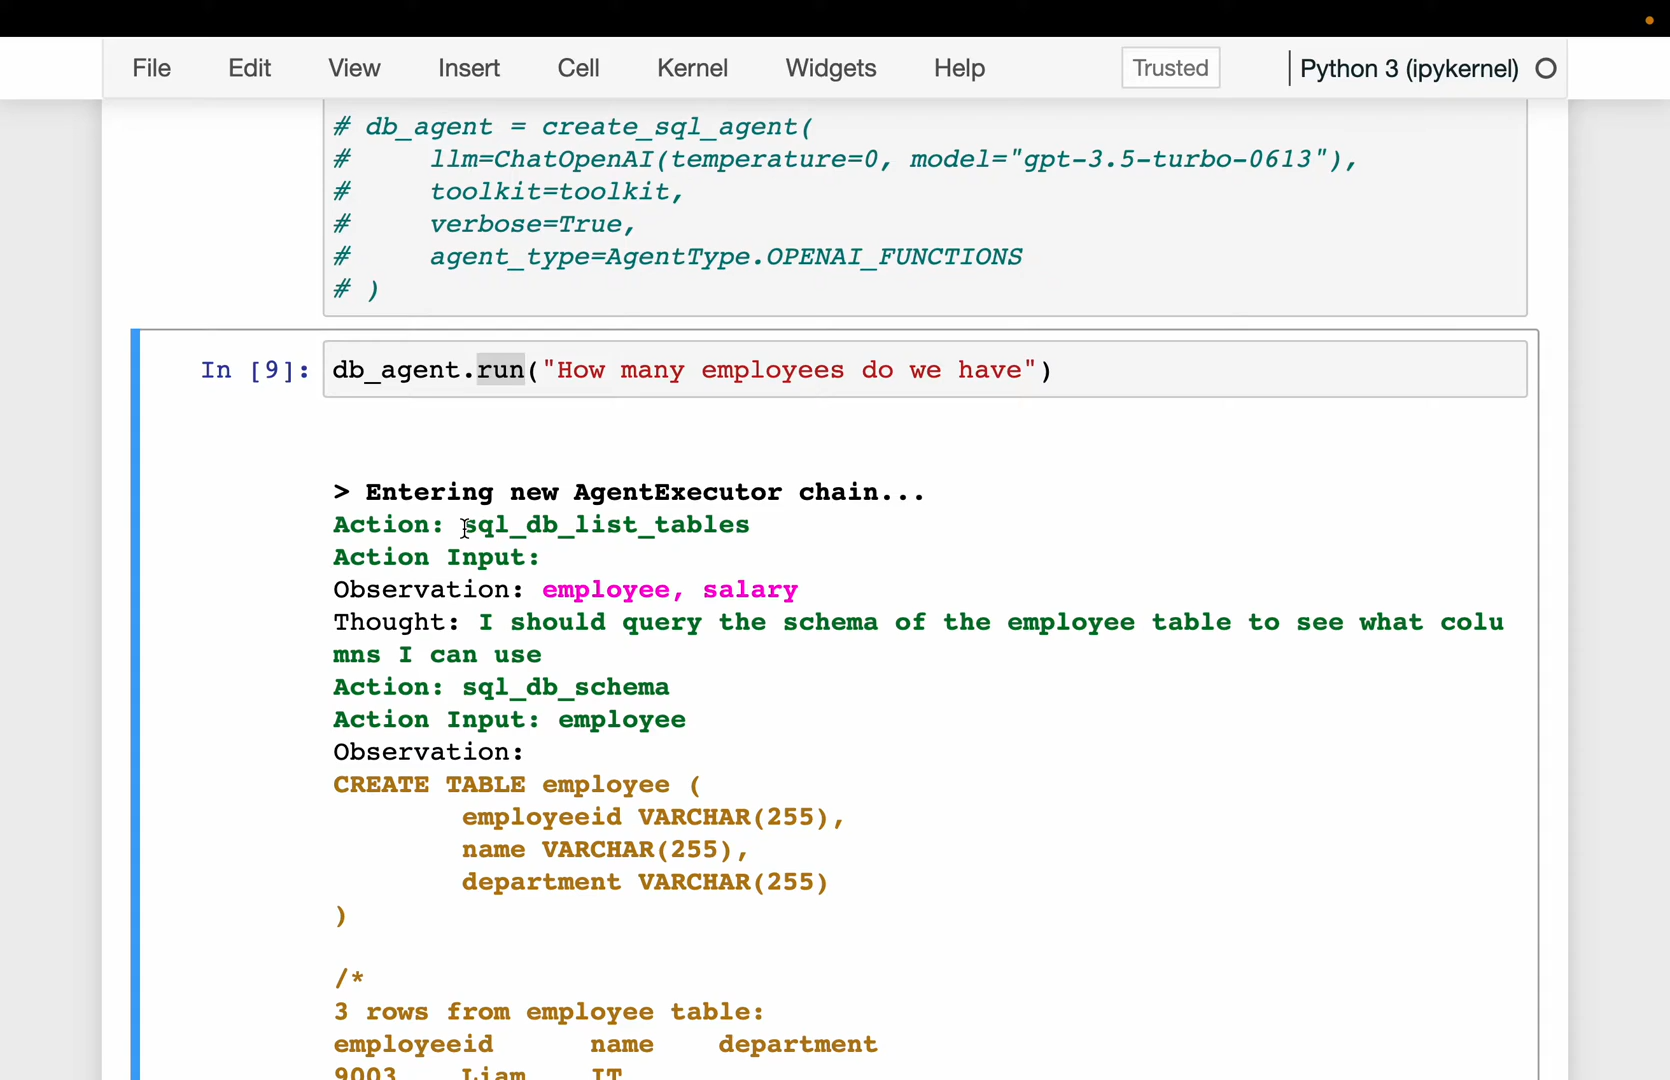 File Edit View Insert Cell Kernel Widgets Help Trusted Python 3 (ipykernel)
# db_agent = create_sql_agent(
#     llm=ChatOpenAI(temperature=0, model="gpt-3.5-turbo-0613"),
#     toolkit=toolkit,
#     verbose=True,
#     agent_type=AgentType.OPENAI_FUNCTIONS
# )
In [9]: db_agent.run("How many employees do we have")
> Entering new AgentExecutor chain...
Action: sql_db_list_tables
Action Input:
Observation: employee, salary
Thought: I should query the schema of the employee table to see what colu
mns I can use
Action: sql_db_schema
Action Input: employee
Observation:
CREATE TABLE employee (
        employeeid VARCHAR(255),
        name VARCHAR(255),
        department VARCHAR(255)
)
/*
3 rows from employee table:
employeeid      name    department
9003    Liam    IT